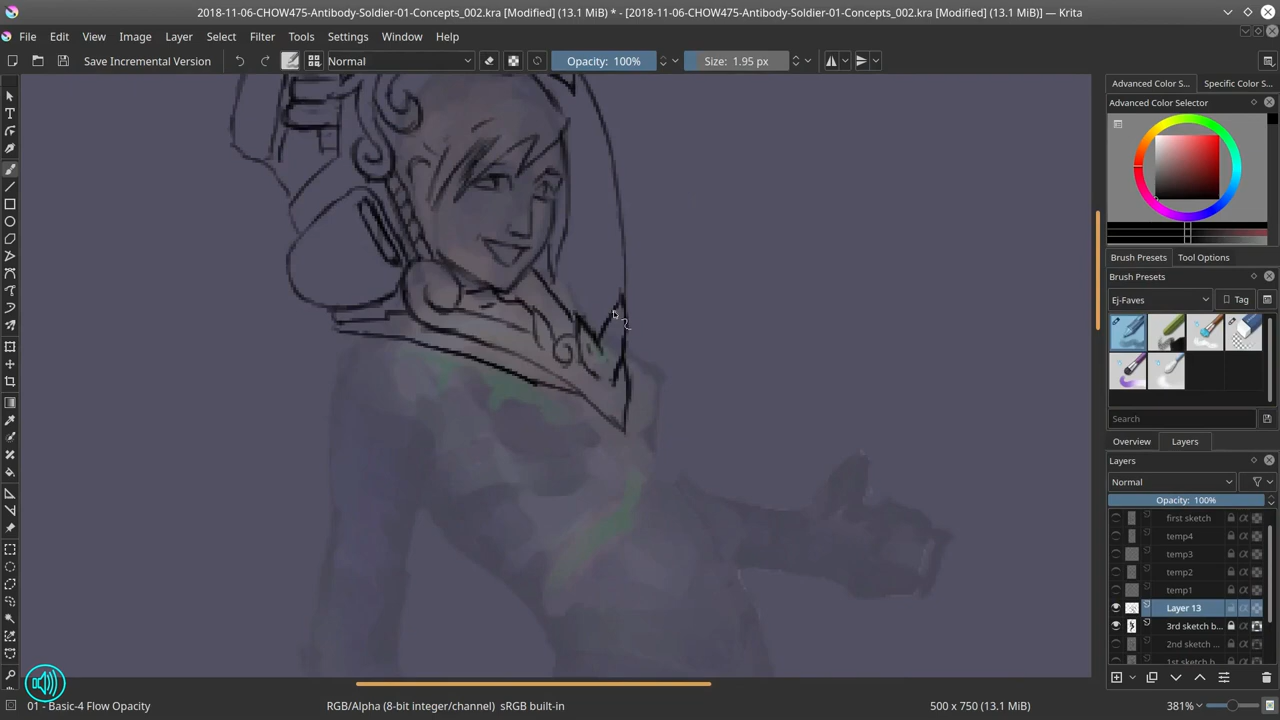 2018-11-06-CHOW475-Antibody-Soldier-01-Concepts_002.kra [Modified] (13.1 MiB) * - [2018-11-06-CHOW475-Antibody-Soldier-01-Concepts_002.kra [Modified] (13.1 MiB)] — Krita
File Edit View Image Layer Select Filter Tools Settings Window Help
Save Incremental Version Normal Opacity: 100% Size: 1.95 px
Advanced Color S... Specific Color S...
Advanced Color Selector
Brush Presets Tool Options
Brush Presets
Ej-Faves Tag
Search
Overview Layers
Layers
Normal
Opacity: 100%
first sketch
temp4
temp3
temp2
temp1
Layer 13
3rd sketch b...
2nd sketch ...
1st sketch b
01 - Basic-4 Flow Opacity RGB/Alpha (8-bit integer/channel) sRGB built-in 500 x 750 (13.1 MiB) 381%